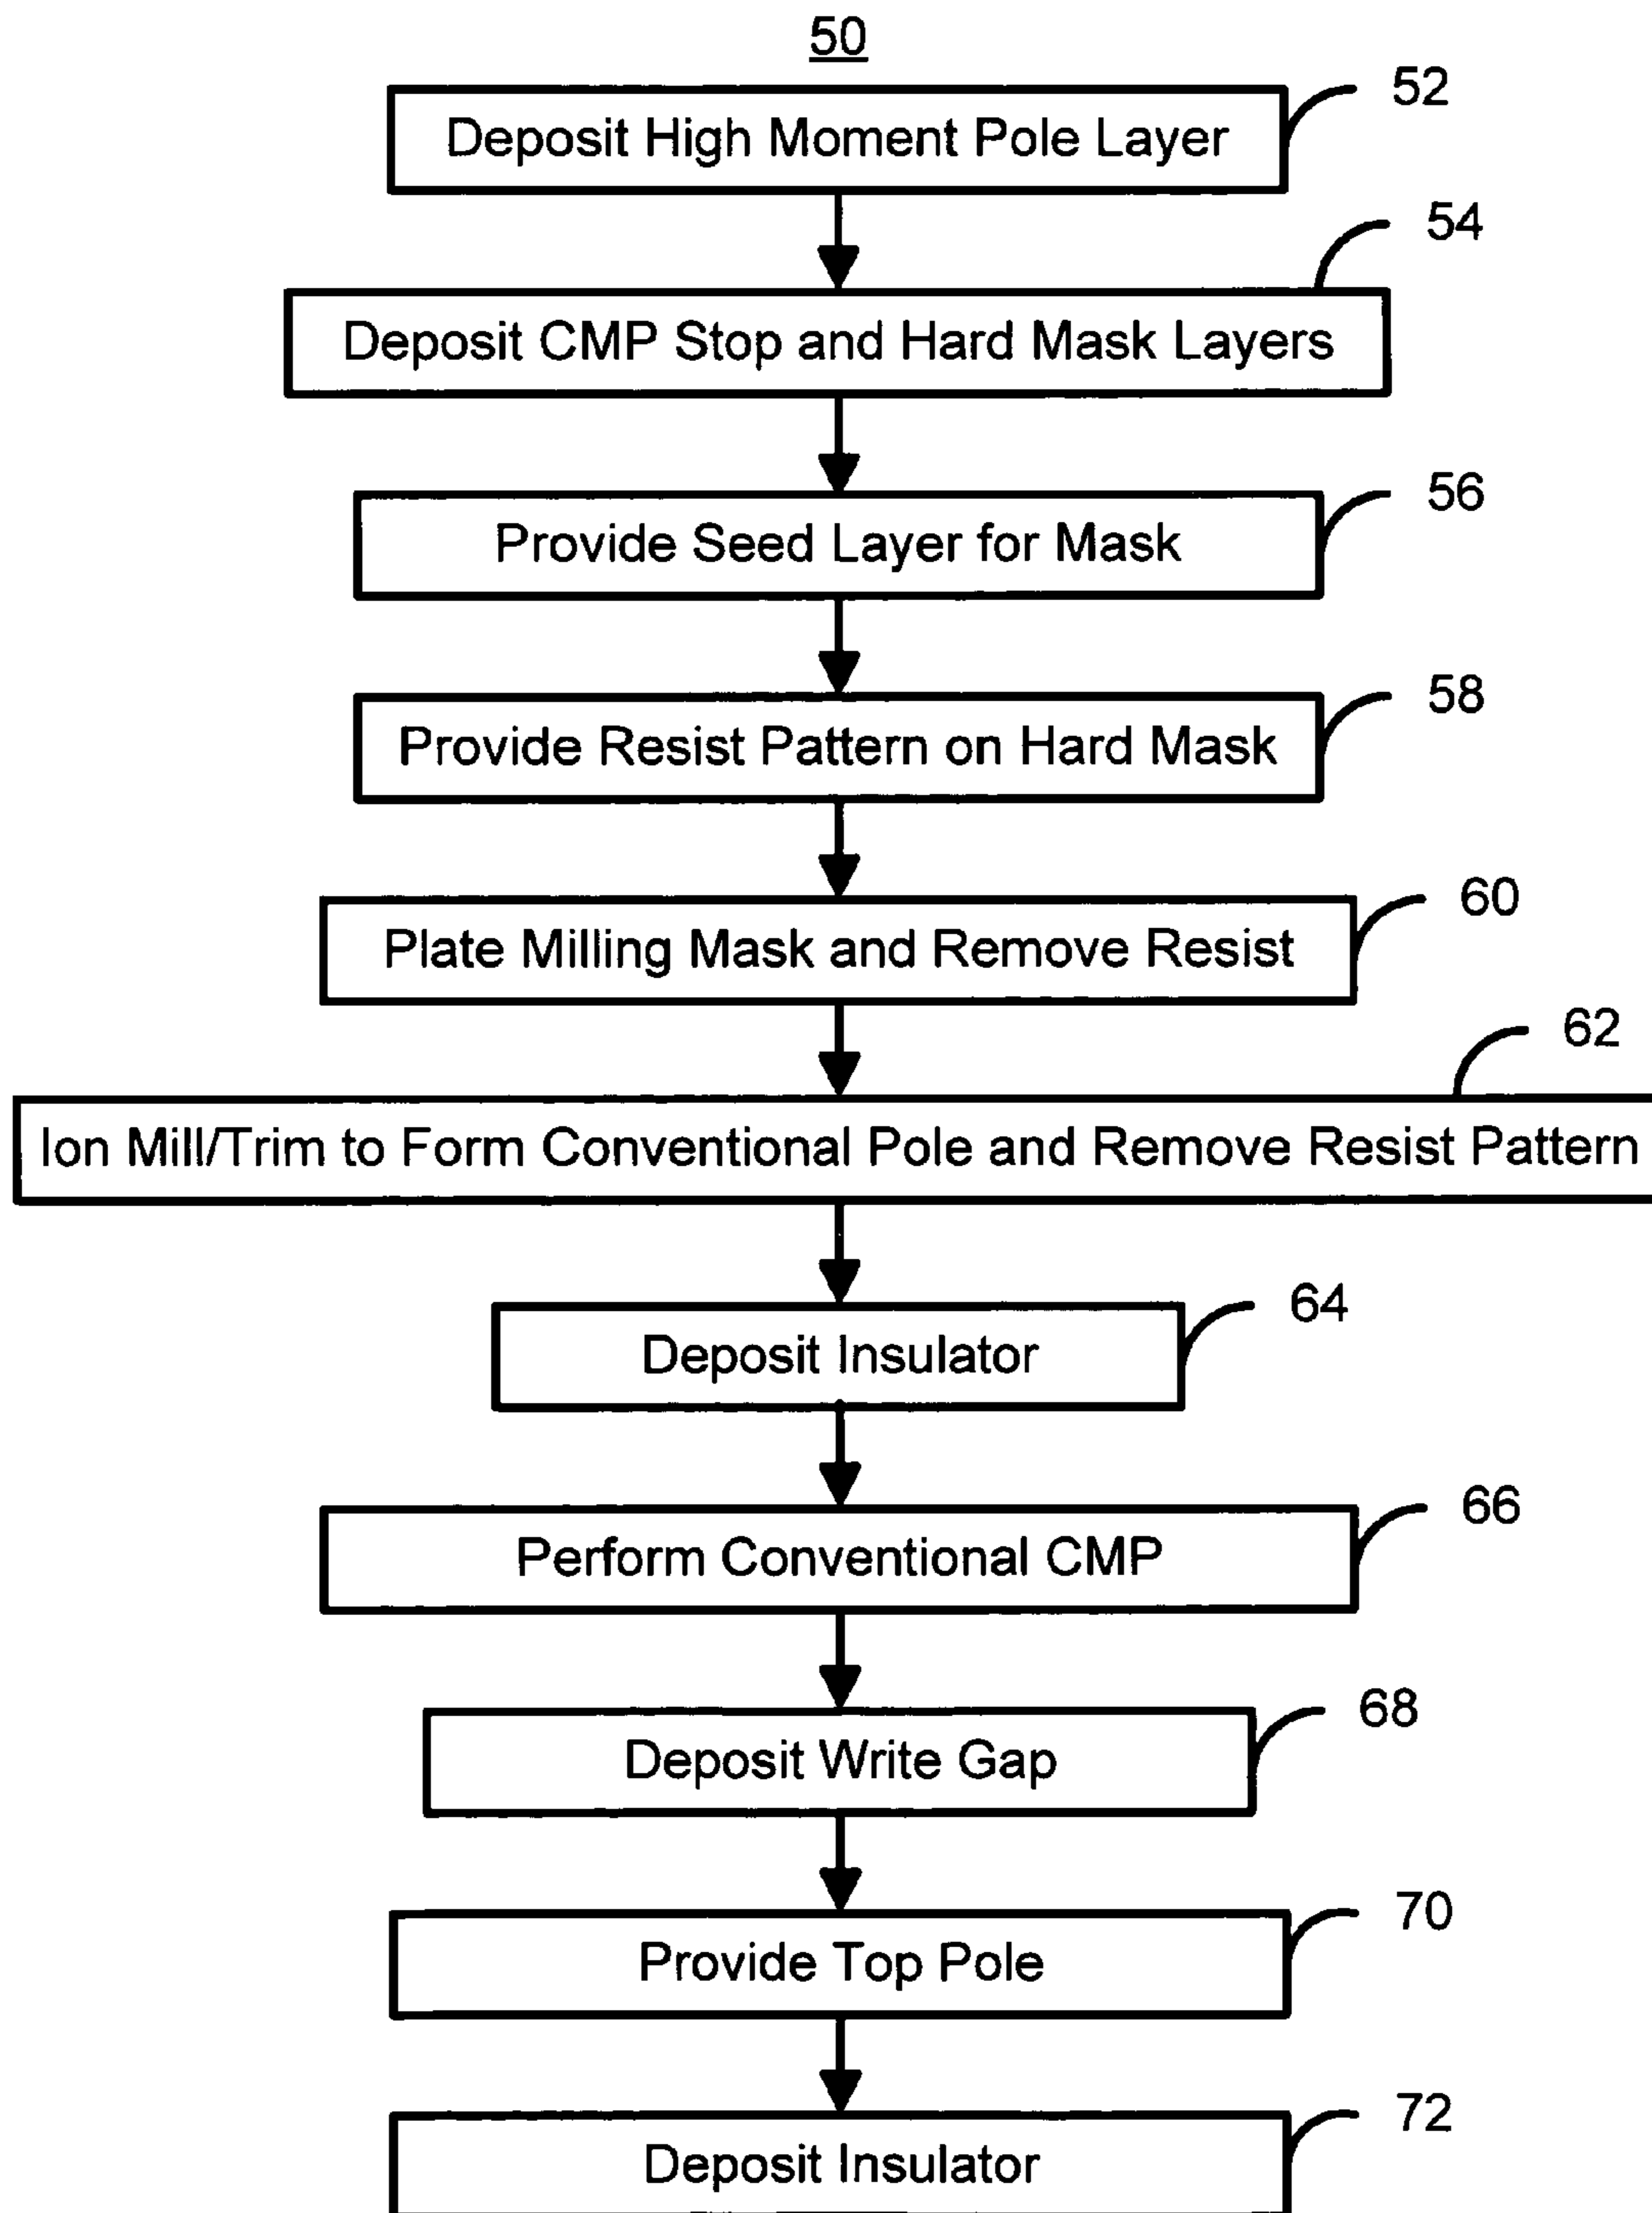 50
52
Deposit High Moment Pole Layer
54
Deposit CMP Stop and Hard Mask Layers
56
Provide Seed Layer for Mask
58
Provide Resist Pattern on Hard Mask
60
Plate Milling Mask and Remove Resist
62
Ion Mill/Trim to Form Conventional Pole and Remove Resist Pattern
64
Deposit Insulator
66
Perform Conventional CMP
68
Deposit Write Gap
70
Provide Top Pole
72
Deposit Insulator